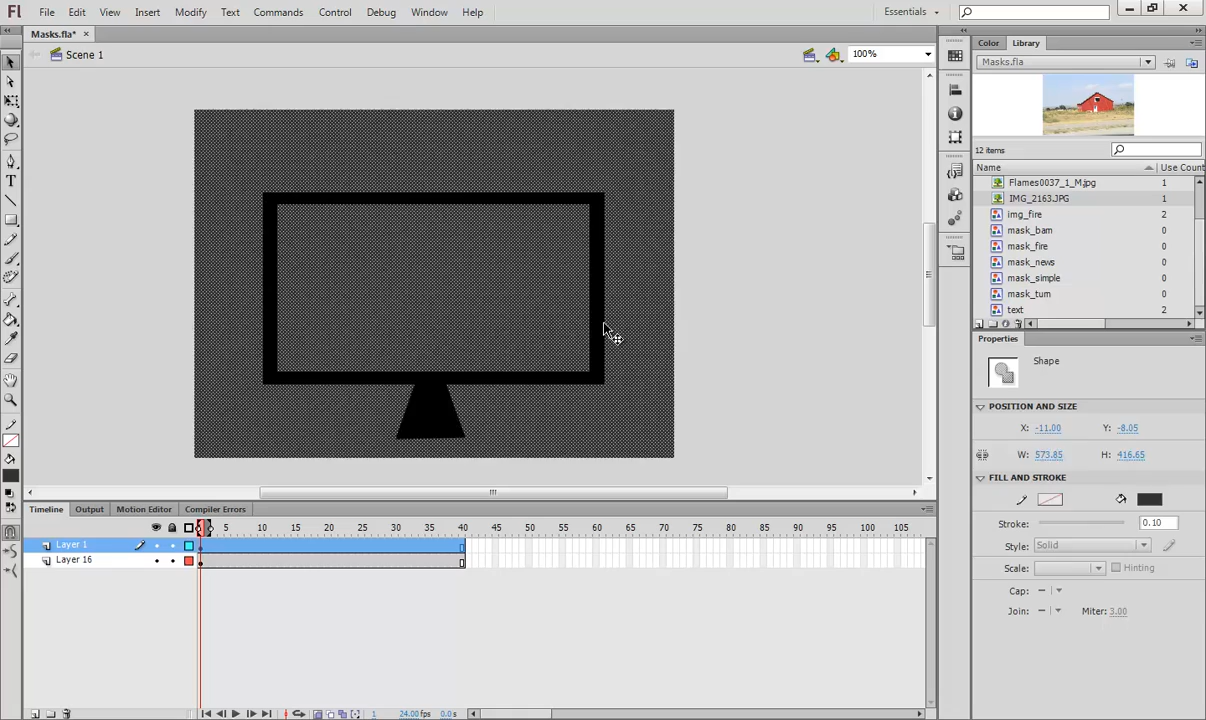 Fl File Edit View Insert Modify Text Commands Control Debug Window Help Essentials
Masks.fla* ×
Scene 1 100%
Color Library
Masks.fla
12 items
Name Use Count
Flames0037_1_M.jpg 1
IMG_2163.JPG 1
img_fire 2
mask_barn 0
mask_fire 0
mask_news 0
mask_simple 0
mask_turn 0
text 2
Properties
Shape
POSITION AND SIZE
X: -11.00 Y: -8.05
W: 573.85 H: 416.65
FILL AND STROKE
Stroke: 0.10
Style: Solid
Scale: Hinting
Cap:
Join: Miter: 3.00
Timeline Output Motion Editor Compiler Errors
5 10 15 20 25 30 35 40 45 50 55 60 65 70 75 80 85 90 95 100 105
Layer 1
Layer 16
1 24.00 fps 0.0 s